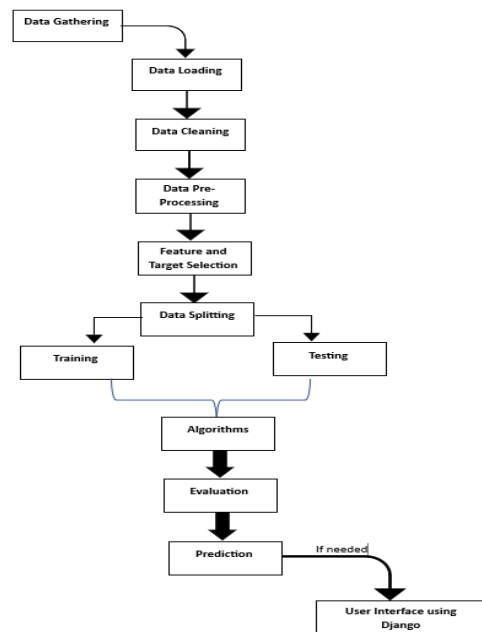 Data Gathering
Data Loading
Data Cleaning
Data Pre-
Processing
Feature and
Target Selection
Data Splitting
Training
Testing
Algorithms
Evaluation
Prediction
If needed
User Interface using
Django